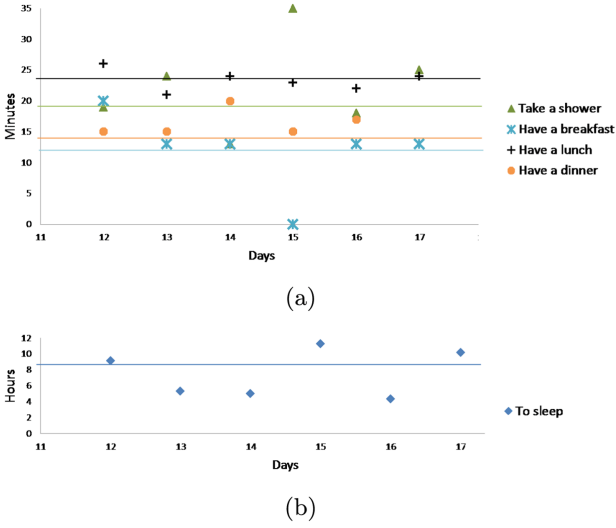 35
30
25
20
15
10
5
0
Minutes
11 12 13 14 15 16 17
Days
Take a shower
Have a breakfast
Have a lunch
Have a dinner
(a)
12
10
8
6
4
2
0
Hours
11 12 13 14 15 16 17
Days
To sleep
(b)